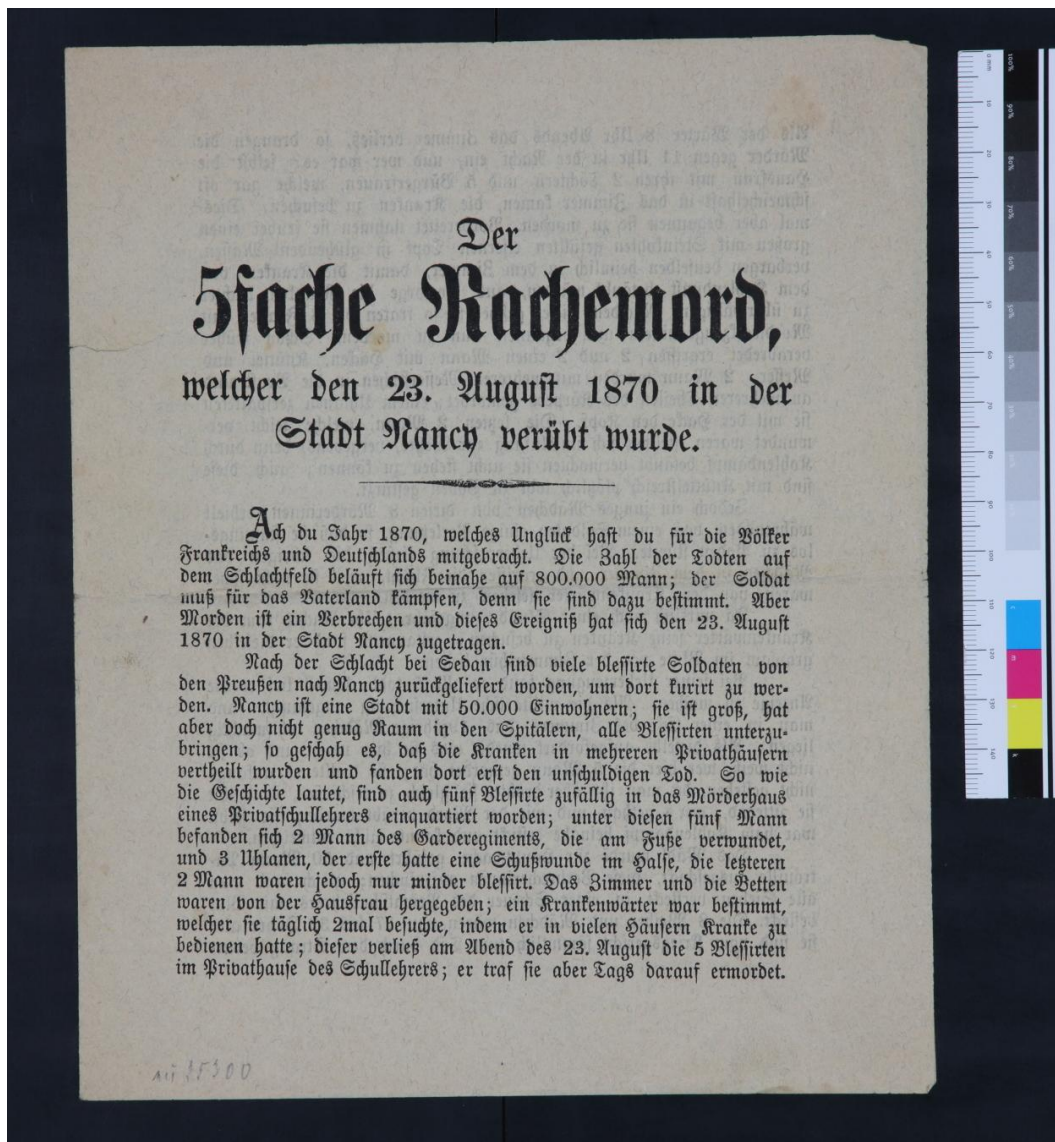 Der
5fache Rachemord,
welcher den 23. August 1870 in der
Stadt Nancy verübt wurde.
Ach du Jahr 1870, welches Unglück hast du für die Völker
Frankreichs und Deutschlands mitgebracht. Die Zahl der Todten auf
dem Schlachtfeld beläuft sich beinahe auf 800.000 Mann; der Soldat
muß für das Vaterland kämpfen, denn sie sind dazu bestimmt. Aber
Morden ist ein Verbrechen und dieses Ereigniß hat sich den 23. August
1870 in der Stadt Nancy zugetragen.
Nach der Schlacht bei Sedan sind viele blessirte Soldaten von
den Preußen nach Nancy zurückgeliefert worden, um dort kurirt zu wer-
den. Nancy ist eine Stadt mit 50.000 Einwohnern; sie ist groß, hat
aber doch nicht genug Raum in den Spitälern, alle Blessirten unterzu-
bringen; so geschah es, daß die Kranken in mehreren Privathäusern
vertheilt wurden und fanden dort erst den unschuldigen Tod. So wie
die Geschichte lautet, sind auch fünf Blessirte zufällig in das Mörderhaus
eines Privatschullehrers einquartiert worden; unter diesen fünf Mann
befanden sich 2 Mann des Garderegiments, die am Fuße verwundet,
und 3 Uhlanen, der erste hatte eine Schußwunde im Halse, die letzteren
2 Mann waren jedoch nur minder blessirt. Das Zimmer und die Betten
waren von der Hausfrau hergegeben; ein Krankenwärter war bestimmt,
welcher sie täglich 2mal besuchte, indem er in vielen Häusern Kranke zu
bedienen hatte; dieser verließ am Abend des 23. August die 5 Blessirten
im Privathause des Schullehrers; er traf sie aber Tags darauf ermordet.